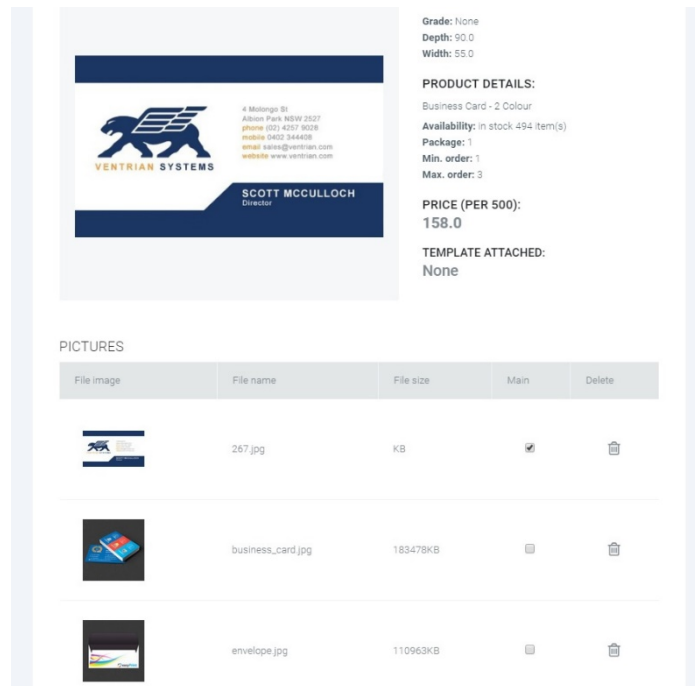 Grade: None
Depth: 90.0
Width: 55.0
PRODUCT DETAILS:
Business Card - 2 Colour
Availability: in stock 494 item(s)
Package: 1
Min. order: 1
Max. order: 3
PRICE (PER 500):
158.0
TEMPLATE ATTACHED:
None
4 Molongo St
Albion Park NSW 2527
phone (02) 4257 9028
mobile 0402 344408
email sales@ventrian.com
website www.ventrian.com
VENTRIAN SYSTEMS
SCOTT MCCULLOCH
Director
PICTURES
File image File name File size Main Delete
267.jpg KB
business_card.jpg 183478KB
envelope.jpg 110963KB